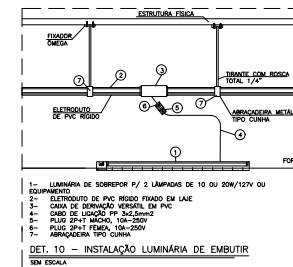 ESTRUTURA FÍSICA
FIXADOR
ÔMEGA
TIRANTE COM ROSCA
TOTAL 1/4"
7
2
3
7
ELETRODUTO
DE PVC RÍGIDO
6
5
ABRAÇADEIRA METÁL
TIPO CUNHA
4
1
FOR
1- LUMINÁRIA DE SOBREPOR P/ 2 LÂMPADAS DE 10 OU 20W/127V OU
EQUIPAMENTO
2- ELETRODUTO DE PVC RÍGIDO FIXADO EM LAJE
3- CAIXA DE DERIVAÇÃO VERSÁTIL EM PVC
4- CABO DE LIGAÇÃO PP 3x2,5mm2
5- PLUG 2P+T MACHO, 10A-250V
6- PLUG 2P+T FÊMEA, 10A-250V
7- ABRAÇADEIRA TIPO CUNHA
DET. 10 - INSTALAÇÃO LUMINÁRIA DE EMBUTIR
SEM ESCALA